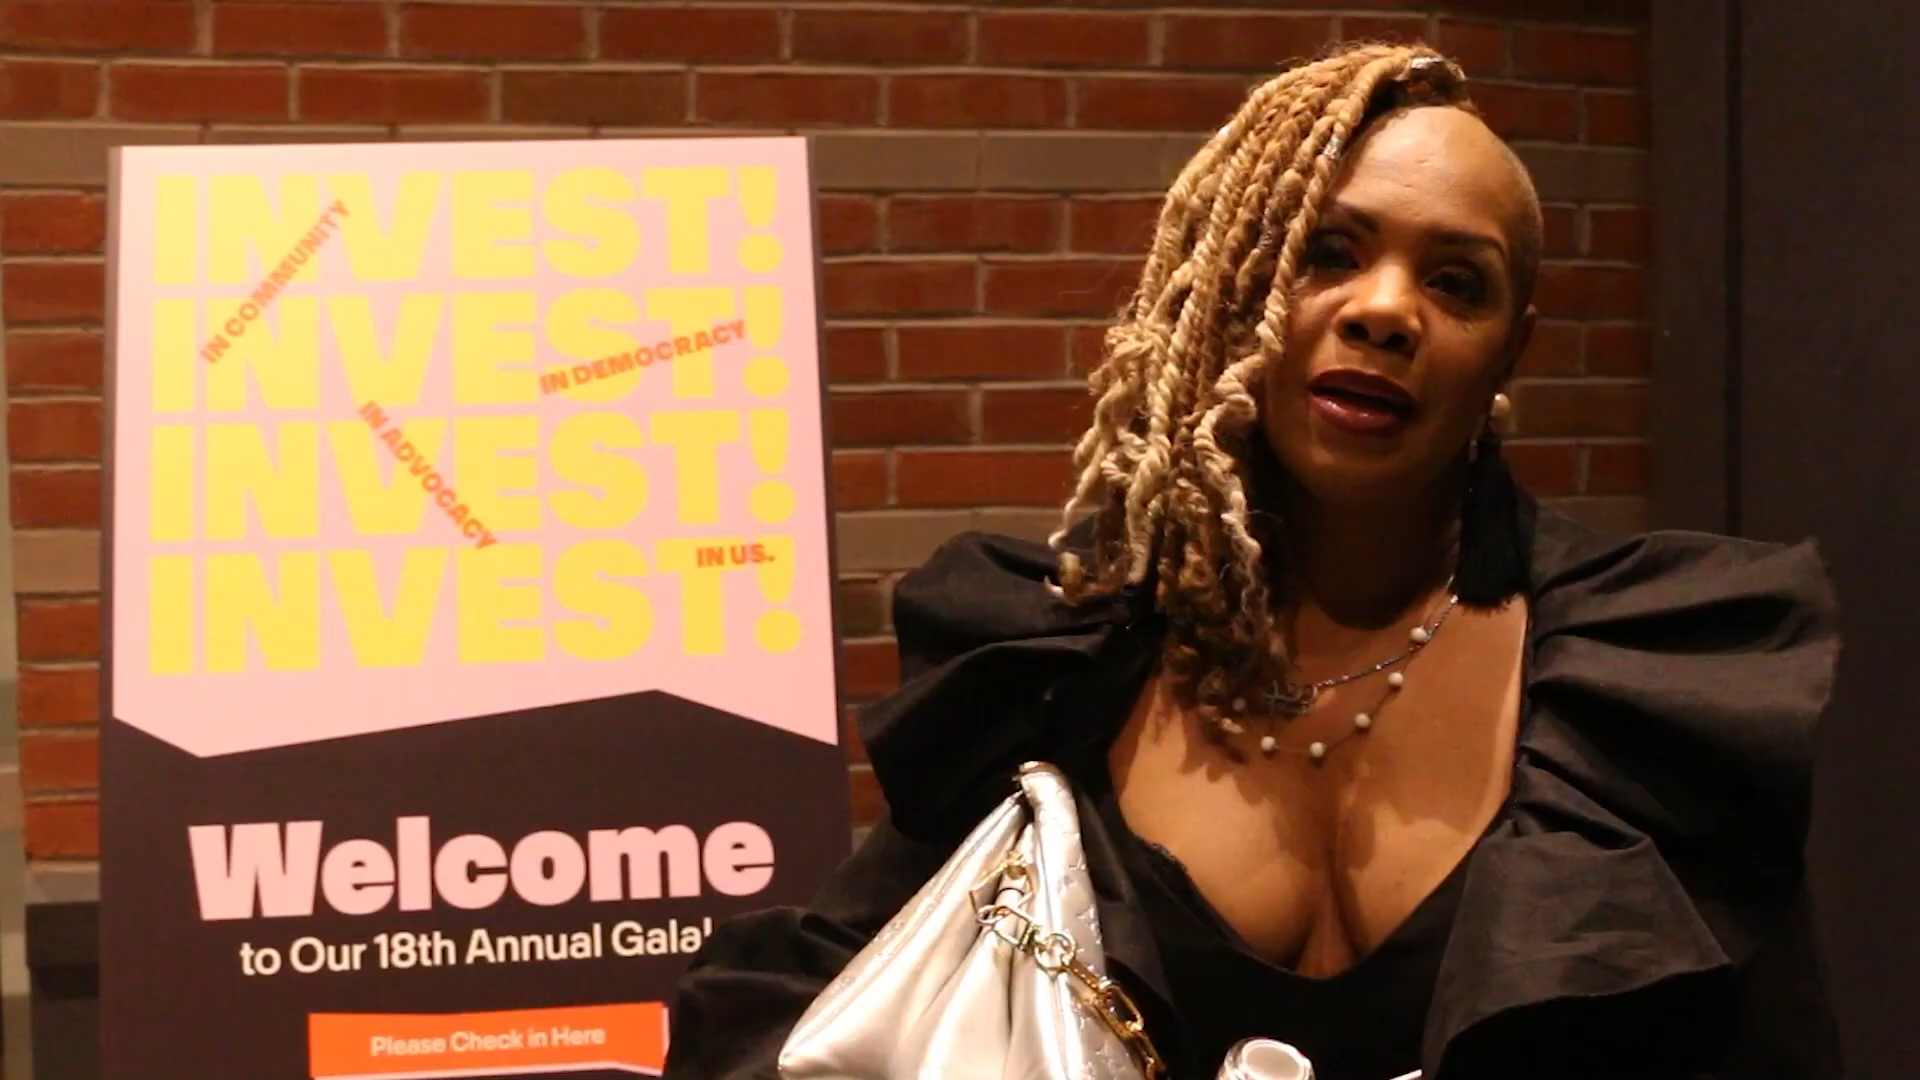 INVEST!
IN COMMUNITY
INVEST!
IN DEMOCRACY
INVEST!
IN ADVOCACY
INVEST!
IN US.
Welcome
to Our 18th Annual Gala!
Please Check in Here